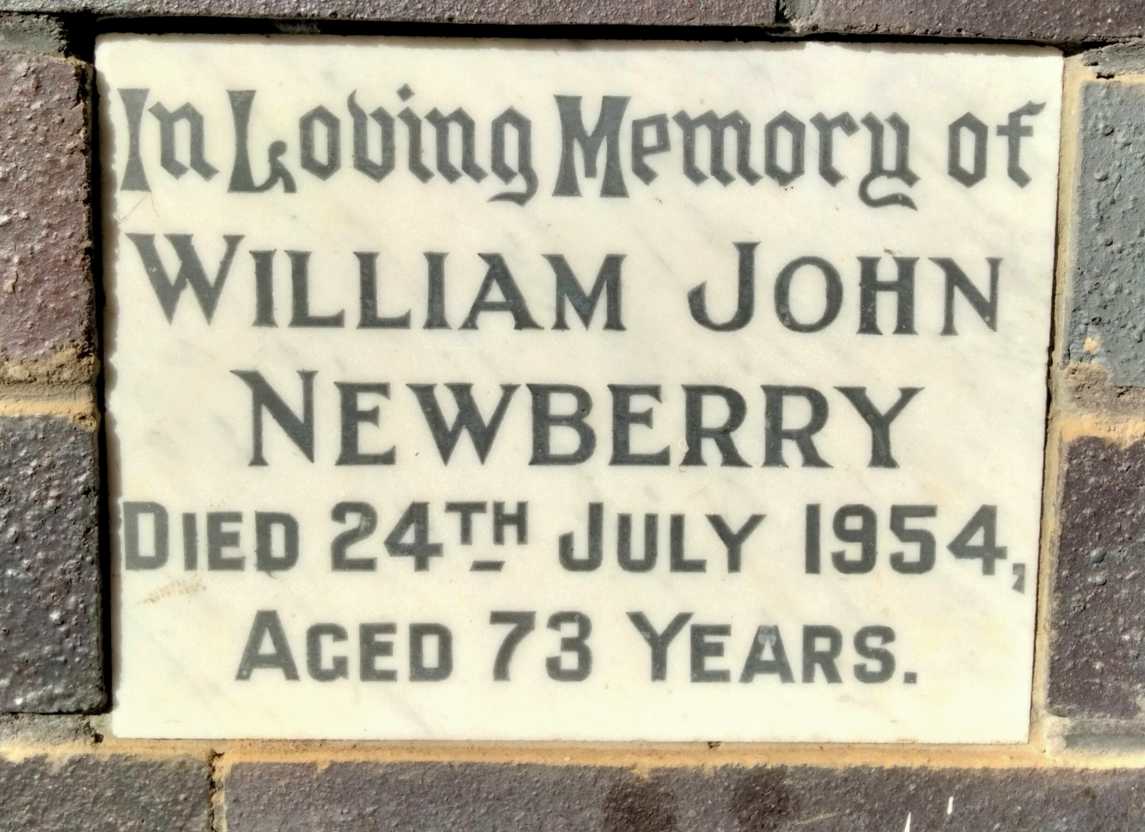 In Loving Memory of
WILLIAM JOHN
NEWBERRY
DIED 24TH JULY 1954,
AGED 73 YEARS.